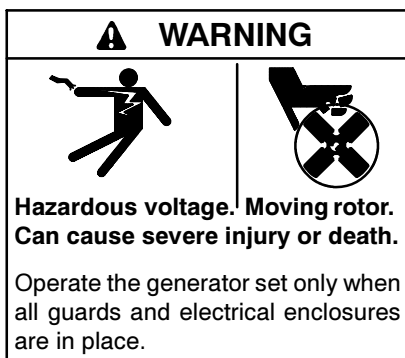 WARNING
Hazardous voltage. Moving rotor.
Can cause severe injury or death.
Operate the generator set only when
all guards and electrical enclosures
are in place.